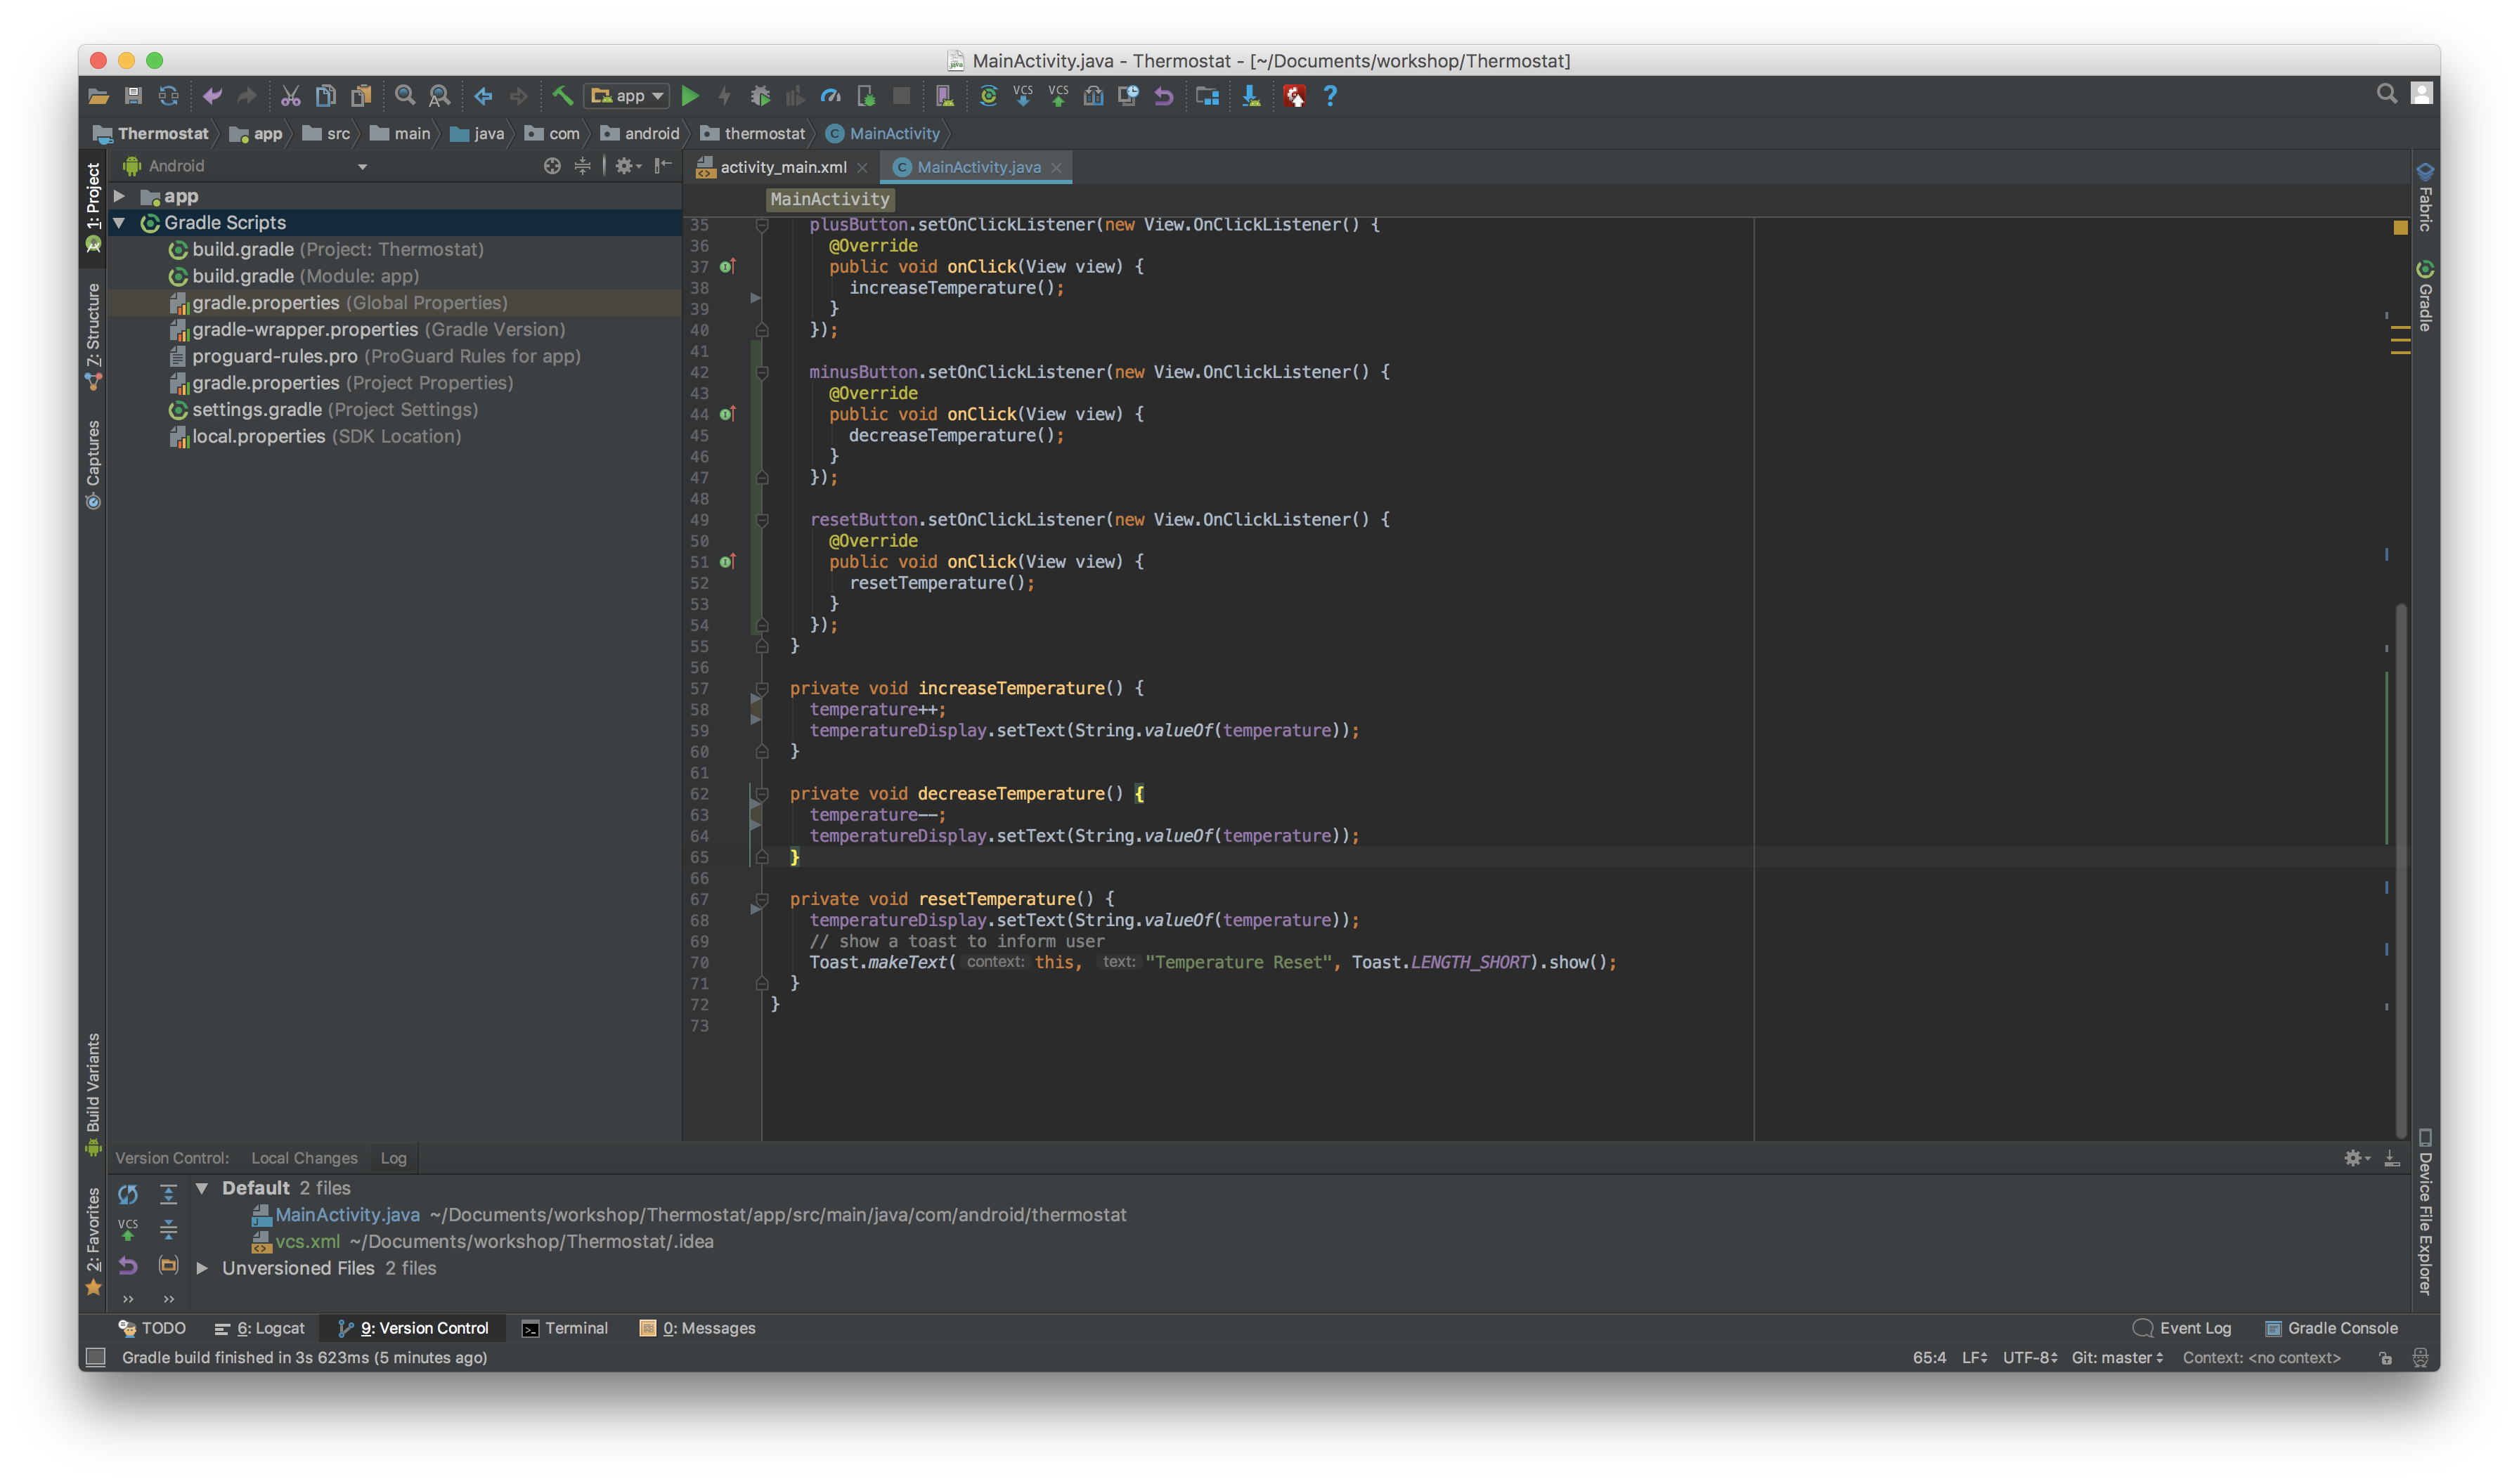 MainActivity.java - Thermostat - [~/Documents/workshop/Thermostat]
app
VCS
VCS
Thermostat app src main java com android thermostat MainActivity
Android
activity_main.xml
MainActivity.java
MainActivity
1: Project
Z: Structure
Captures
Build Variants
2: Favorites
app
Gradle Scripts
build.gradle (Project: Thermostat)
build.gradle (Module: app)
gradle.properties (Global Properties)
gradle-wrapper.properties (Gradle Version)
proguard-rules.pro (ProGuard Rules for app)
gradle.properties (Project Properties)
settings.gradle (Project Settings)
local.properties (SDK Location)
35 plusButton.setOnClickListener(new View.OnClickListener() {
36 @Override
37 public void onClick(View view) {
38 increaseTemperature();
39 }
40 });
41
42 minusButton.setOnClickListener(new View.OnClickListener() {
43 @Override
44 public void onClick(View view) {
45 decreaseTemperature();
46 }
47 });
48
49 resetButton.setOnClickListener(new View.OnClickListener() {
50 @Override
51 public void onClick(View view) {
52 resetTemperature();
53 }
54 });
55 }
56
57 private void increaseTemperature() {
58 temperature++;
59 temperatureDisplay.setText(String.valueOf(temperature));
60 }
61
62 private void decreaseTemperature() {
63 temperature--;
64 temperatureDisplay.setText(String.valueOf(temperature));
65 }
66
67 private void resetTemperature() {
68 temperatureDisplay.setText(String.valueOf(temperature));
69 // show a toast to inform user
70 Toast.makeText( context: this, text: "Temperature Reset", Toast.LENGTH_SHORT).show();
71 }
72 }
73
Fabric
Gradle
Device File Explorer
Version Control: Local Changes Log
VCS
Default 2 files
MainActivity.java ~/Documents/workshop/Thermostat/app/src/main/java/com/android/thermostat
vcs.xml ~/Documents/workshop/Thermostat/.idea
Unversioned Files 2 files
TODO 6: Logcat 9: Version Control Terminal 0: Messages Event Log Gradle Console
Gradle build finished in 3s 623ms (5 minutes ago) 65:4 LF UTF-8 Git: master Context: <no context>